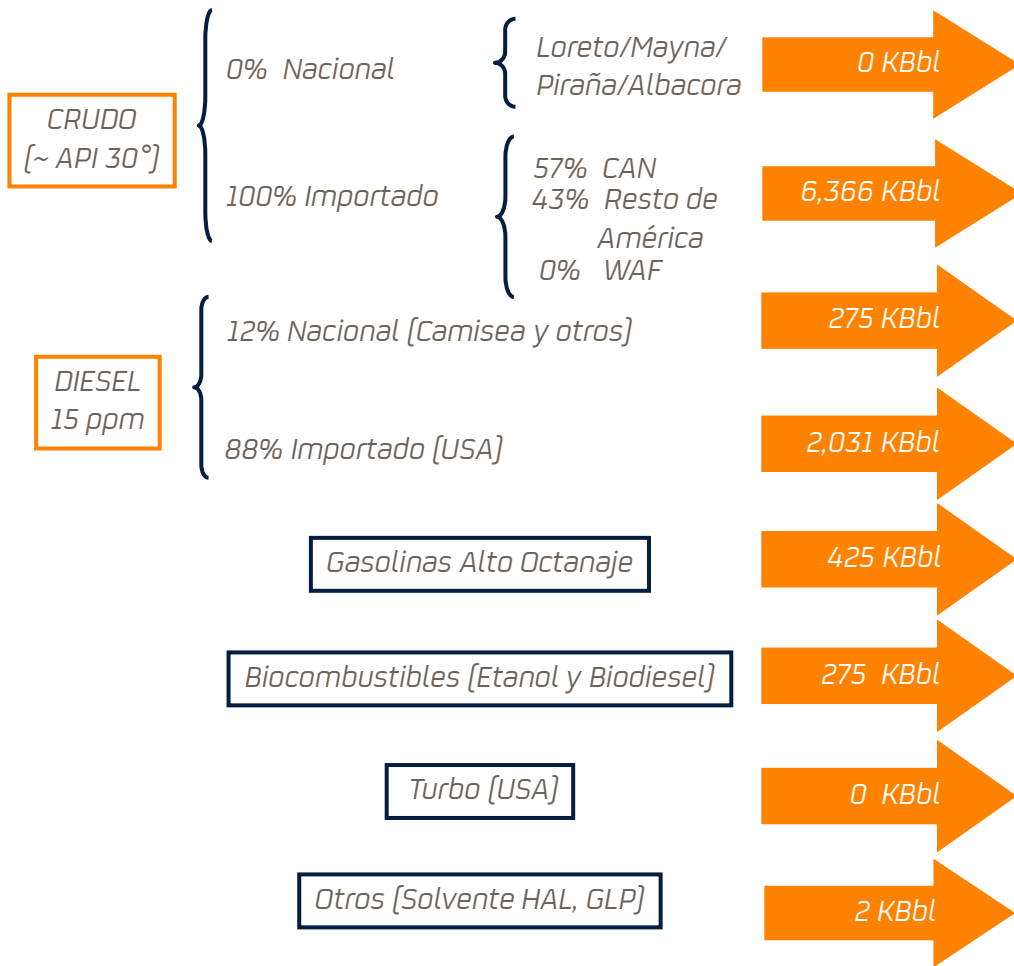 CRUDO
(~ API 30°)
0% Nacional
Loreto/Mayna/
Piraña/Albacora
0 KBbl
100% Importado
57% CAN
43% Resto de
América
0% WAF
6,366 KBbl
DIESEL
15 ppm
12% Nacional (Camisea y otros)
275 KBbl
88% Importado (USA)
2,031 KBbl
Gasolinas Alto Octanaje
425 KBbl
Biocombustibles (Etanol y Biodiesel)
275 KBbl
Turbo (USA)
0 KBbl
Otros (Solvente HAL, GLP)
2 KBbl